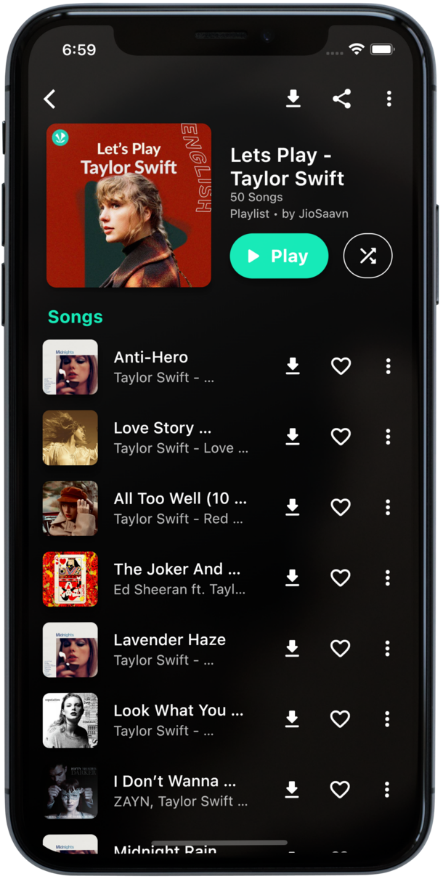 6:59
Let's Play
Taylor Swift
ENGLISH
Lets Play -
Taylor Swift
50 Songs
Playlist • by JioSaavn
Play
Songs
Anti-Hero
Taylor Swift - ...
Love Story ...
Taylor Swift - Love ...
All Too Well (10 ...
Taylor Swift - Red ...
The Joker And ...
Ed Sheeran ft. Tayl...
Lavender Haze
Taylor Swift - ...
Look What You ...
Taylor Swift - ...
I Don't Wanna ...
ZAYN, Taylor Swift ...
Midnight Rain